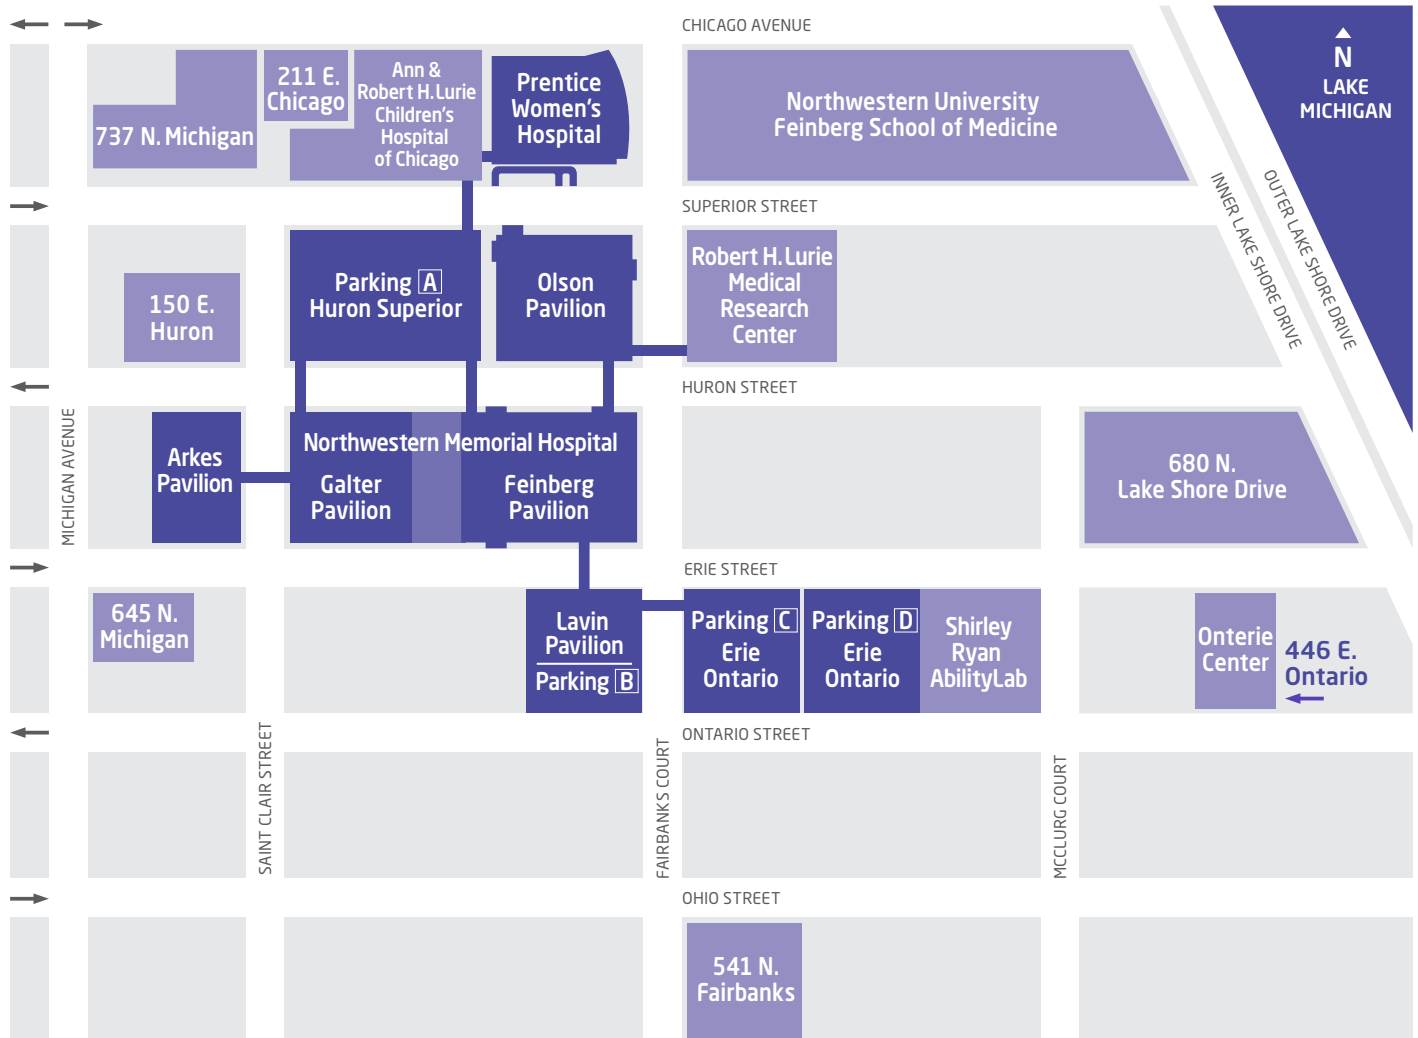 CHICAGO AVENUE
N
LAKE
MICHIGAN
737 N. Michigan
211 E.
Chicago
Ann &
Robert H. Lurie
Children's
Hospital
of Chicago
Prentice
Women's
Hospital
Northwestern University
Feinberg School of Medicine
INNER LAKE SHORE DRIVE
OUTER LAKE SHORE DRIVE
SUPERIOR STREET
150 E.
Huron
Parking A
Huron Superior
Olson
Pavilion
Robert H. Lurie
Medical
Research
Center
HURON STREET
MICHIGAN AVENUE
Arkes
Pavilion
Northwestern Memorial Hospital
Galter
Pavilion
Feinberg
Pavilion
680 N.
Lake Shore Drive
ERIE STREET
645 N.
Michigan
Lavin
Pavilion
Parking B
Parking C
Erie
Ontario
Parking D
Erie
Ontario
Shirley
Ryan
AbilityLab
Onterie
Center
446 E.
Ontario
ONTARIO STREET
SAINT CLAIR STREET
FAIRBANKS COURT
MCCLURG COURT
OHIO STREET
541 N.
Fairbanks